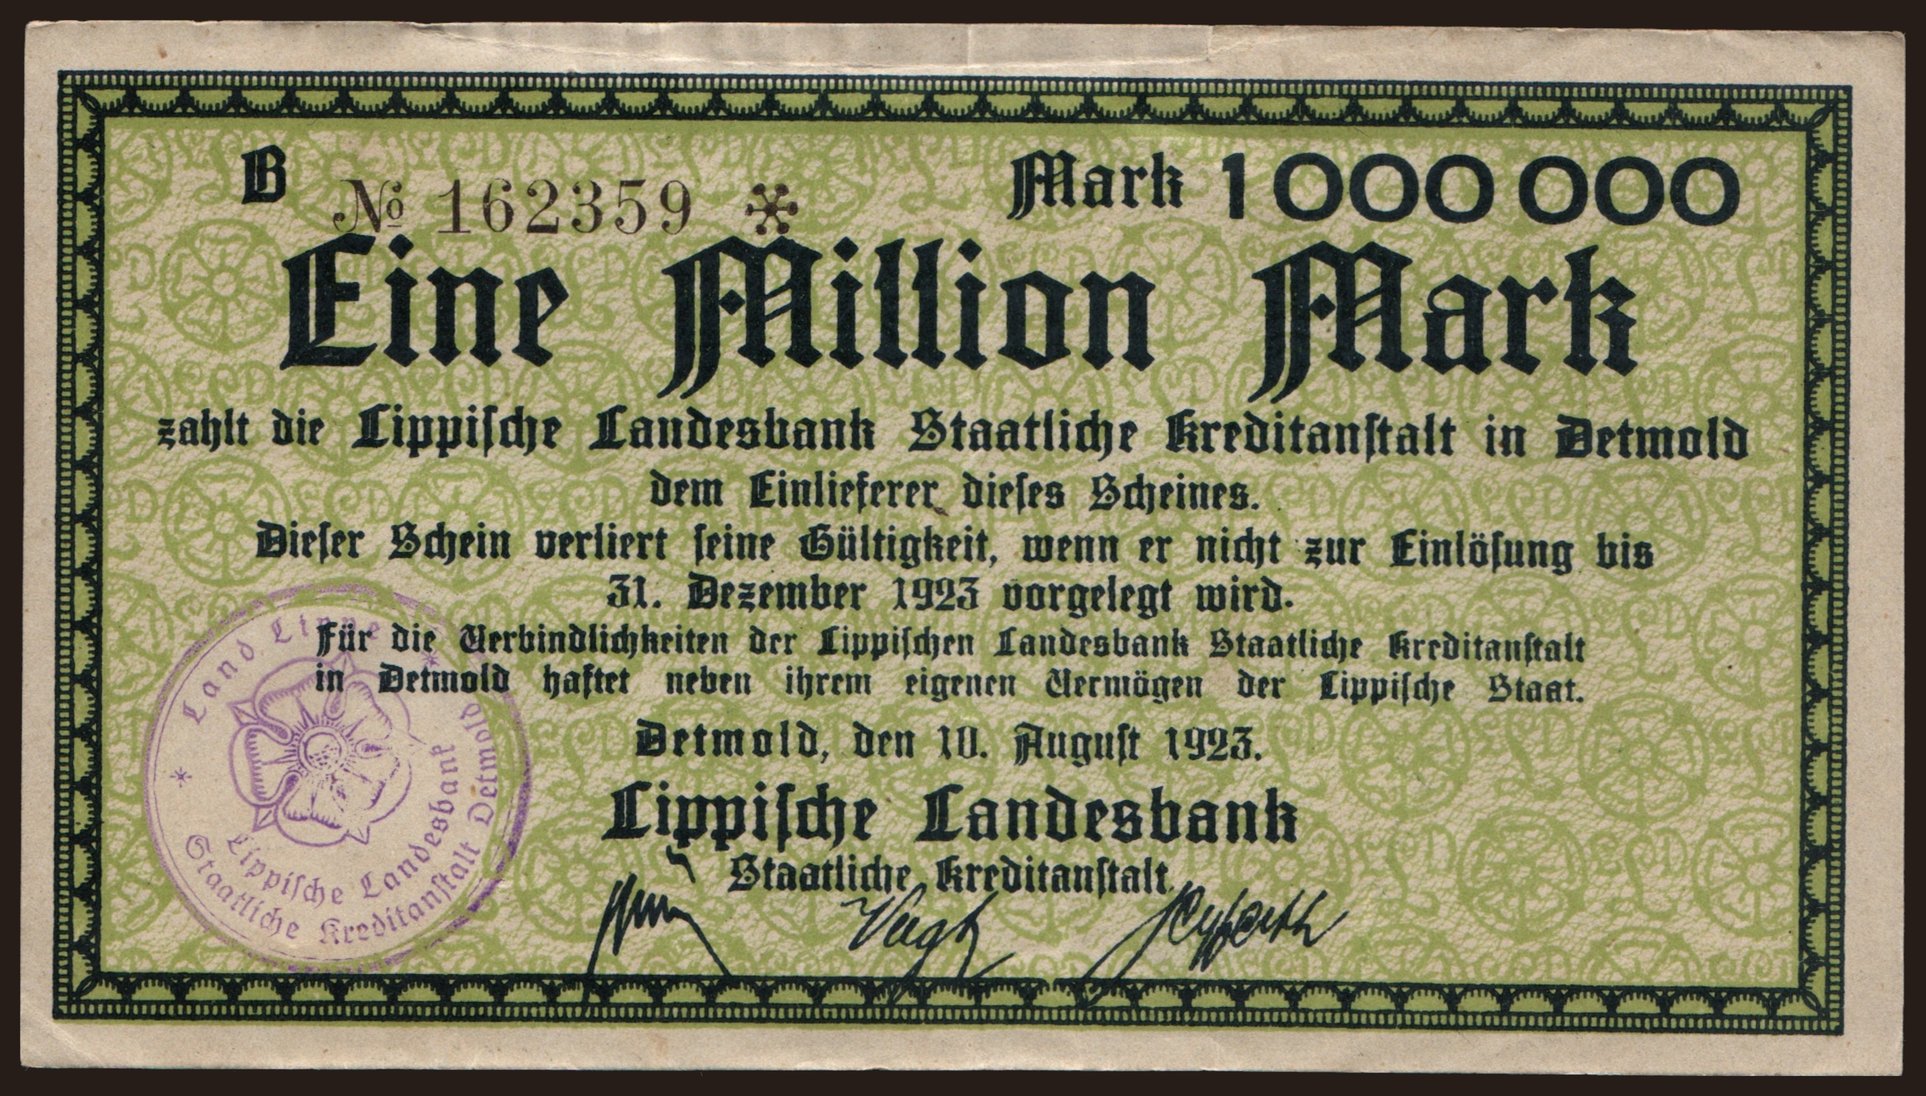 B № 162359 Mark 1000000
Eine Million Mark
zahlt die Lippische Landesbank Staatliche Kreditanstalt in Detmold
dem Einlieferer dieses Scheines.
Dieser Schein verliert seine Gültigkeit, wenn er nicht zur Einlösung bis
31. Dezember 1923 vorgelegt wird.
Für die Verbindlichkeiten der Lippischen Landesbank Staatliche Kreditanstalt
in Detmold haftet neben ihrem eigenen Vermögen der Lippische Staat.
Detmold, den 10. August 1923.
Lippische Landesbank
Staatliche Kreditanstalt
Land Lippe
Lippische Landesbank
Staatliche Kreditanstalt Detmold